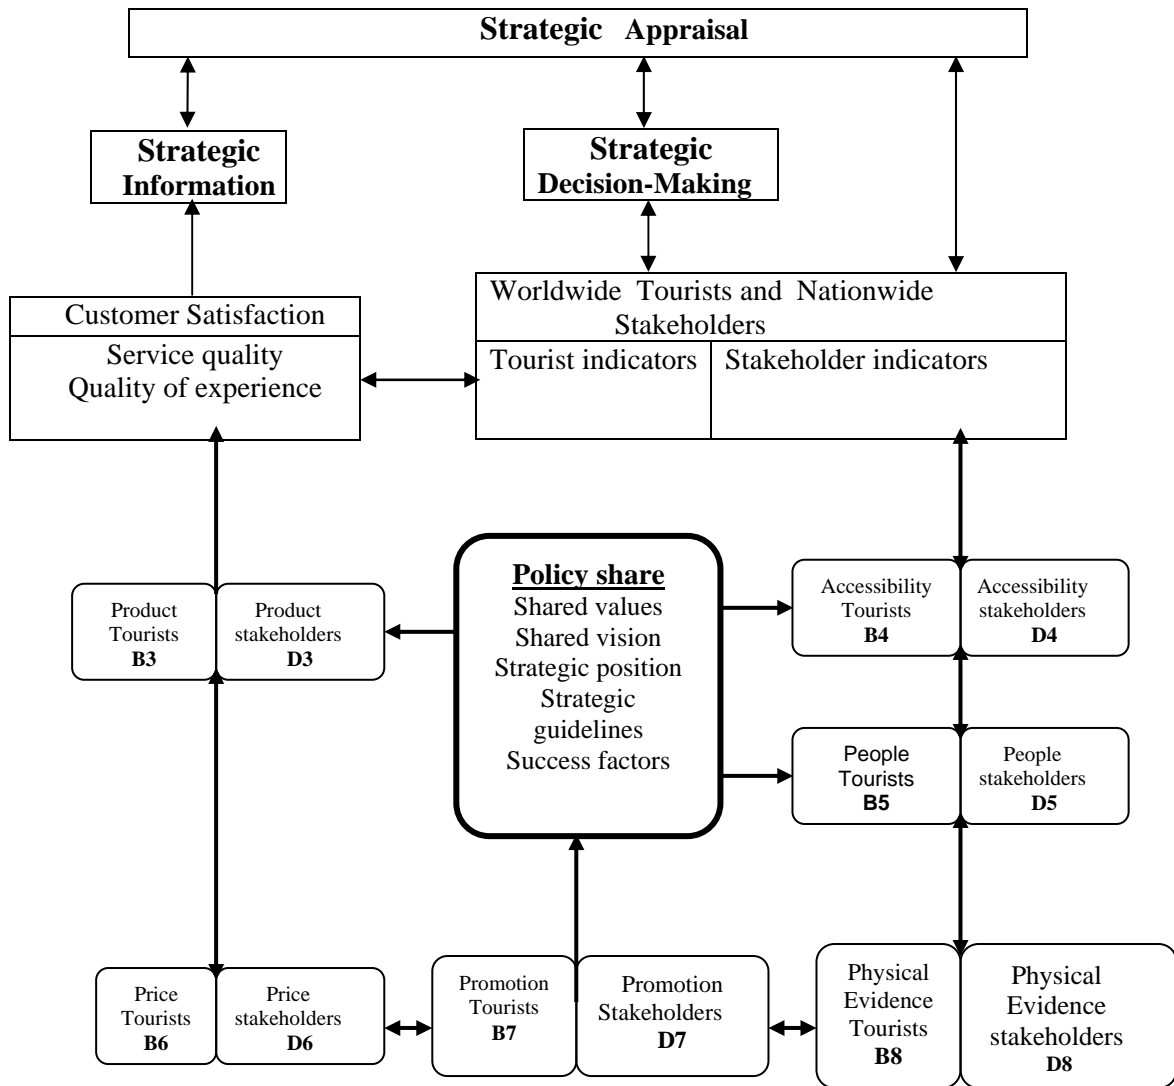 Strategic Appraisal
Strategic
Information
Strategic
Decision-Making
Customer Satisfaction
Service quality
Quality of experience
Worldwide Tourists and Nationwide
Stakeholders
Tourist indicators
Stakeholder indicators
Policy share
Shared values
Shared vision
Strategic position
Strategic
guidelines
Success factors
Product
Tourists
B3
Product
stakeholders
D3
Accessibility
Tourists
B4
Accessibility
stakeholders
D4
People
Tourists
B5
People
stakeholders
D5
Price
Tourists
B6
Price
stakeholders
D6
Promotion
Tourists
B7
Promotion
Stakeholders
D7
Physical
Evidence
Tourists
B8
Physical
Evidence
stakeholders
D8